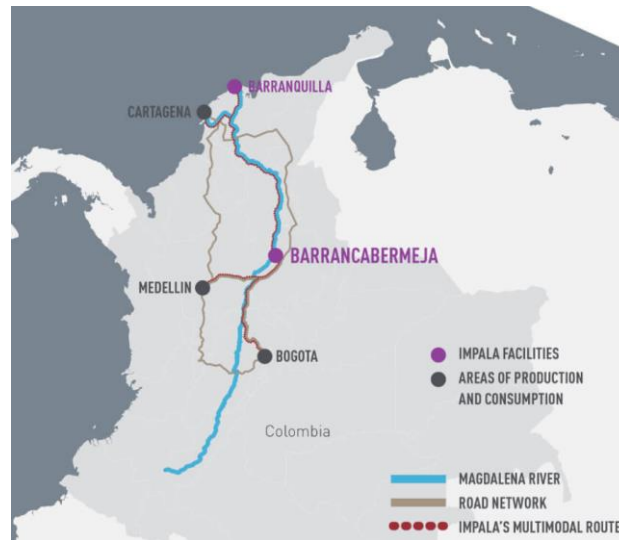 BARRANQUILLA
CARTAGENA
BARRANCABERMEJA
MEDELLIN
BOGOTA
IMPALA FACILITIES
AREAS OF PRODUCTION
AND CONSUMPTION
Colombia
MAGDALENA RIVER
ROAD NETWORK
IMPALA'S MULTIMODAL ROUTE